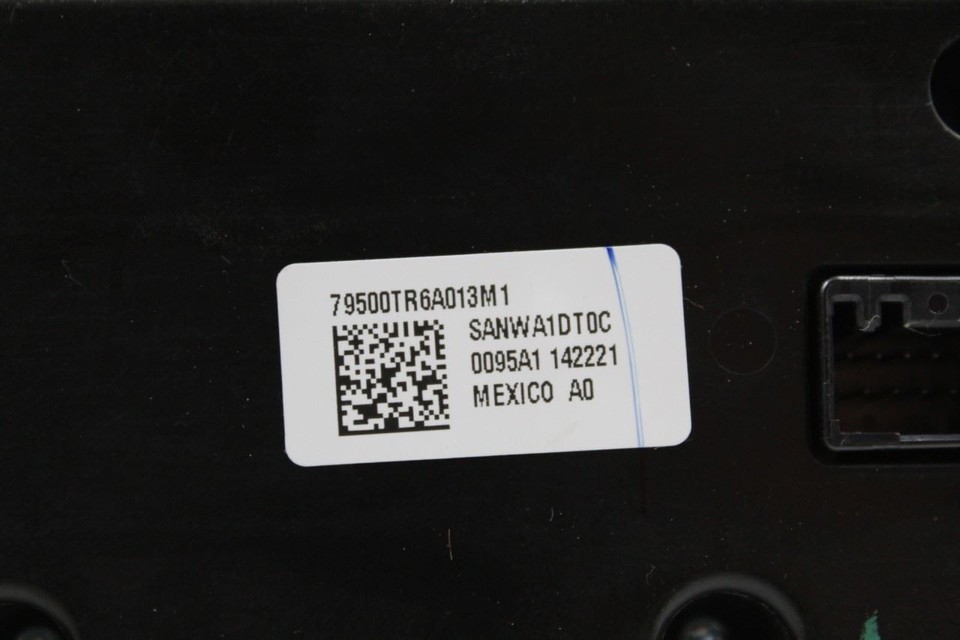 79500TR6A013M1
SANWA1DT0C
0095A1 142221
MEXICO A0